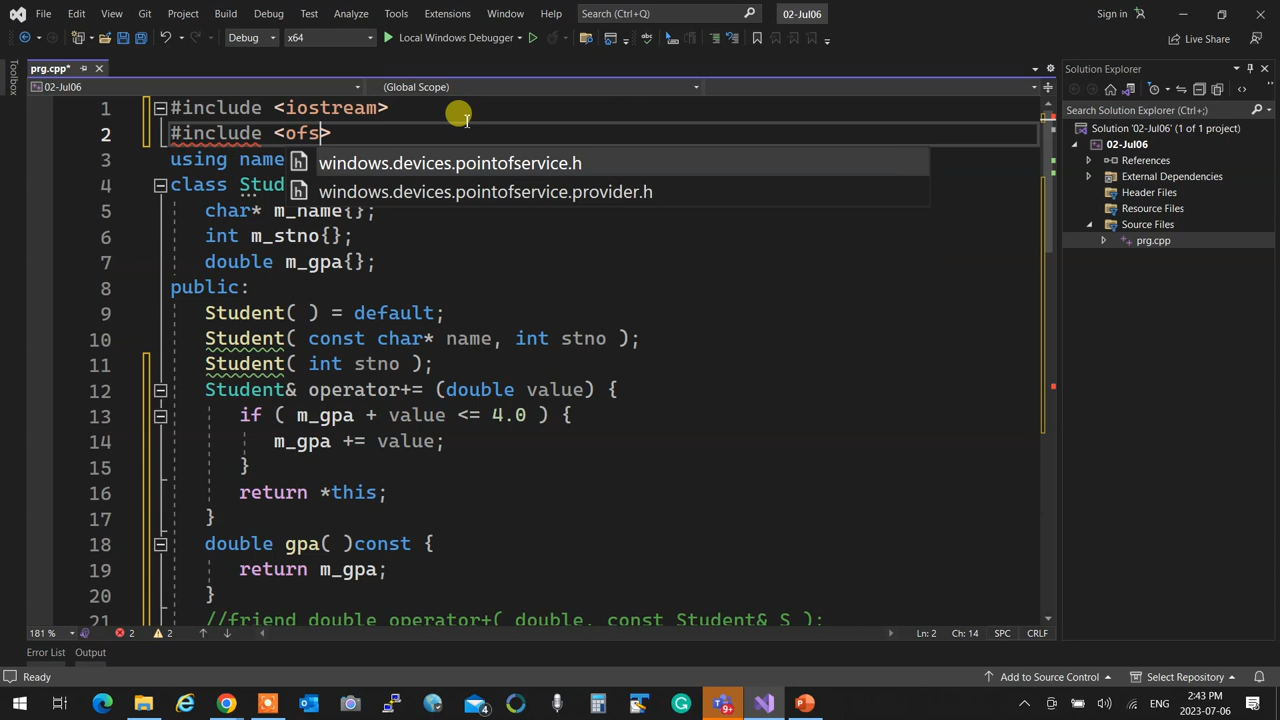 File Edit View Git Project Build Debug Test Analyze Tools Extensions Window Help Search (Ctrl+Q) 02-Jul06 Sign in
Debug x64 Local Windows Debugger Live Share
prg.cpp*
02-Jul06 (Global Scope)
Toolbox
1 #include <iostream>
2 #include <ofs>
windows.devices.pointofservice.h
windows.devices.pointofservice.provider.h
3 using name
4 class Stud
5 char* m_name{};
6 int m_stno{};
7 double m_gpa{};
8 public:
9 Student( ) = default;
10 Student( const char* name, int stno );
11 Student( int stno );
12 Student& operator+= (double value) {
13 if ( m_gpa + value <= 4.0 ) {
14 m_gpa += value;
15 }
16 return *this;
17 }
18 double gpa( )const {
19 return m_gpa;
20 }
21 //friend double operator+( double, const Student& S );
Solution Explorer
Search Solution Explorer (Ctrl+;)
Solution '02-Jul06' (1 of 1 project)
02-Jul06
References
External Dependencies
Header Files
Resource Files
Source Files
prg.cpp
181 % 2 2 Ln: 2 Ch: 14 SPC CRLF
Error List Output
Ready Add to Source Control Select Repository
4 9+ 2:43 PM
2023-07-06